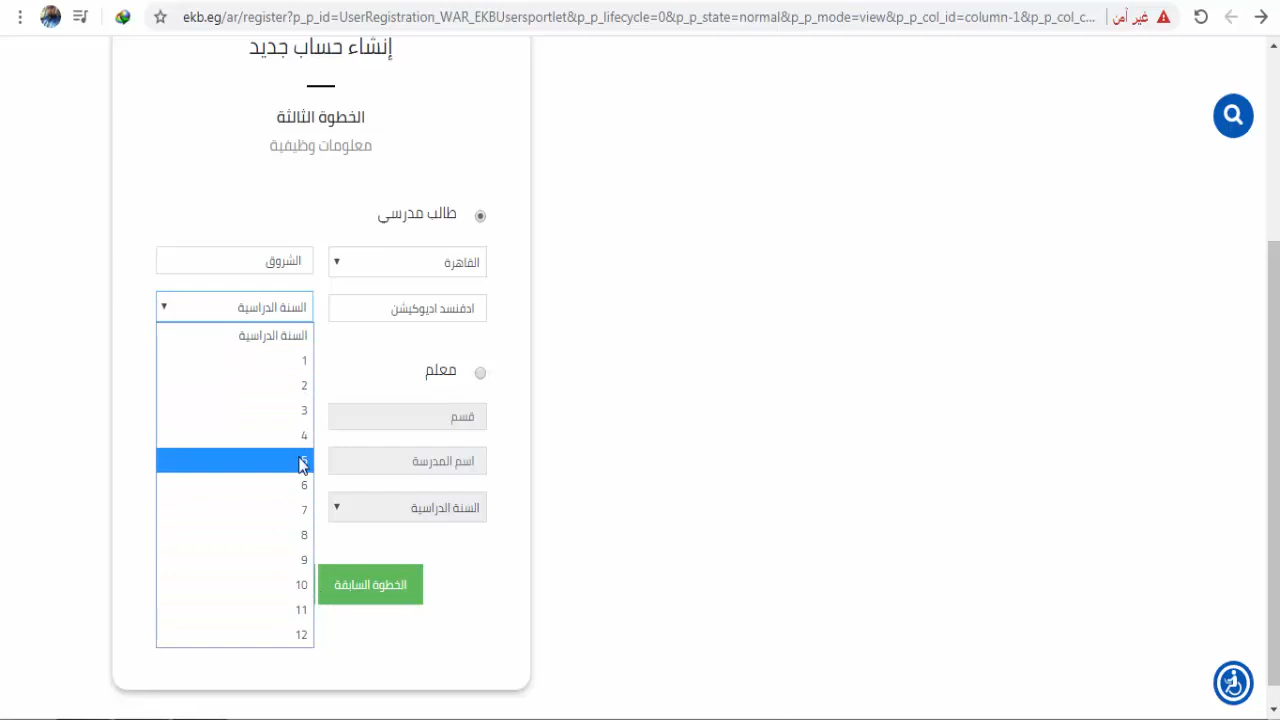 ekb.eg/ar/register?p_p_id=UserRegistration_WAR_EKBUsersportlet&p_p_lifecycle=0&p_p_state=normal&p_p_mode=view&p_p_col_id=column-1&p_p_col_c...
غير آمن
إنشاء حساب جديد
الخطوة الثالثة
معلومات وظيفية
طالب مدرسي
القاهرة
الشروق
ادفنسد اديوكيشن
السنة الدراسية
السنة الدراسية
1
2
3
4
5
6
7
8
9
10
11
12
معلم
قسم
اسم المدرسة
السنة الدراسية
الخطوة السابقة